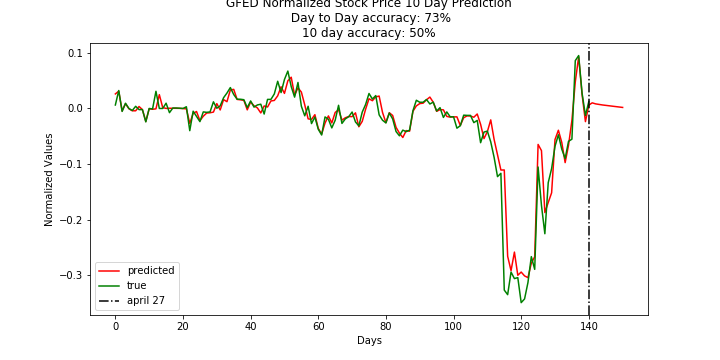 GFED Normalized Stock Price 10 Day Prediction
Day to Day accuracy: 73%
10 day accuracy: 50%
0.1
0.0
−0.1
−0.2
−0.3
Normalized Values
predicted
true
april 27
0
20
40
60
80
100
120
140
Days